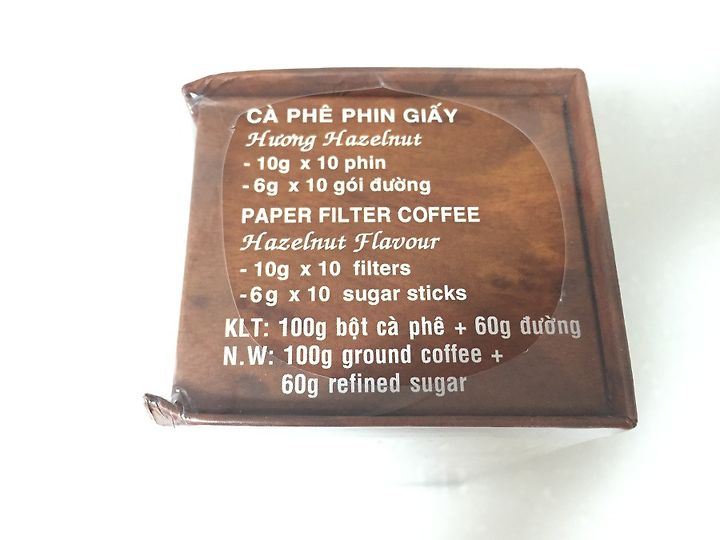 CÀ PHÊ PHIN GIẤY
Hương Hazelnut
- 10g x 10 phin
- 6g x 10 gói đường
PAPER FILTER COFFEE
Hazelnut Flavour
- 10g x 10 filters
- 6g x 10 sugar sticks
KLT: 100g bột cà phê + 60g đường
N.W: 100g ground coffee +
60g refined sugar